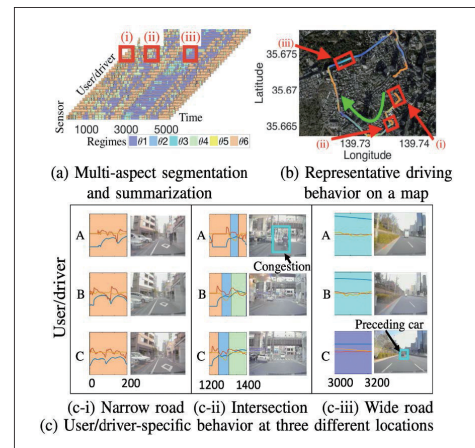 (i) (ii) (iii)
User/driver
Sensor
Time
1000 3000 5000
Regimes θ1 θ2 θ3 θ4 θ5 θ6
(a) Multi-aspect segmentation
and summarization
(iii)
35.675
35.67
35.665
Latitude
(ii)
(i)
139.73 139.74
Longitude
(b) Representative driving
behavior on a map
User/driver
A
B
C
0 200
Congestion
1200 1400
Preceding car
3000 3200
(c-i) Narrow road (c-ii) Intersection (c-iii) Wide road
(c) User/driver-specific behavior at three different locations